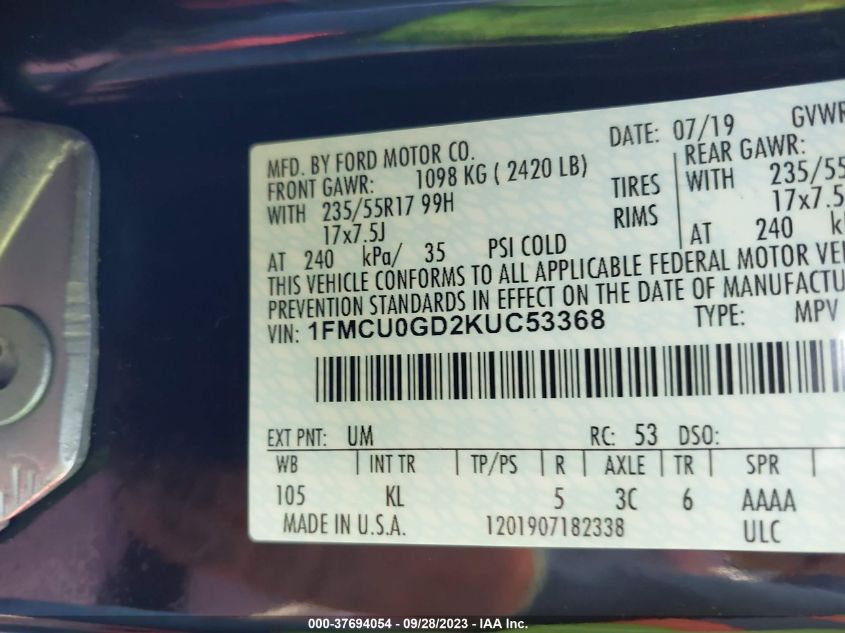 MFD. BY FORD MOTOR CO. DATE: 07/19 GVWR
FRONT GAWR: 1098 KG ( 2420 LB) REAR GAWR:
WITH 235/55R17 99H TIRES WITH 235/55
17x7.5J RIMS 17x7.5
AT 240 kPa/ 35 PSI COLD AT 240
THIS VEHICLE CONFORMS TO ALL APPLICABLE FEDERAL MOTOR VE
PREVENTION STANDARDS IN EFFECT ON THE DATE OF MANUFACTU
VIN: 1FMCU0GD2KUC53368 TYPE: MPV
EXT PNT: UM RC: 53 DSO:
WB INT TR TP/PS R AXLE TR SPR
105 KL 5 3C 6 AAAA
MADE IN U.S.A. 1201907182338 ULC
000-37694054 - 09/28/2023 - IAA Inc.